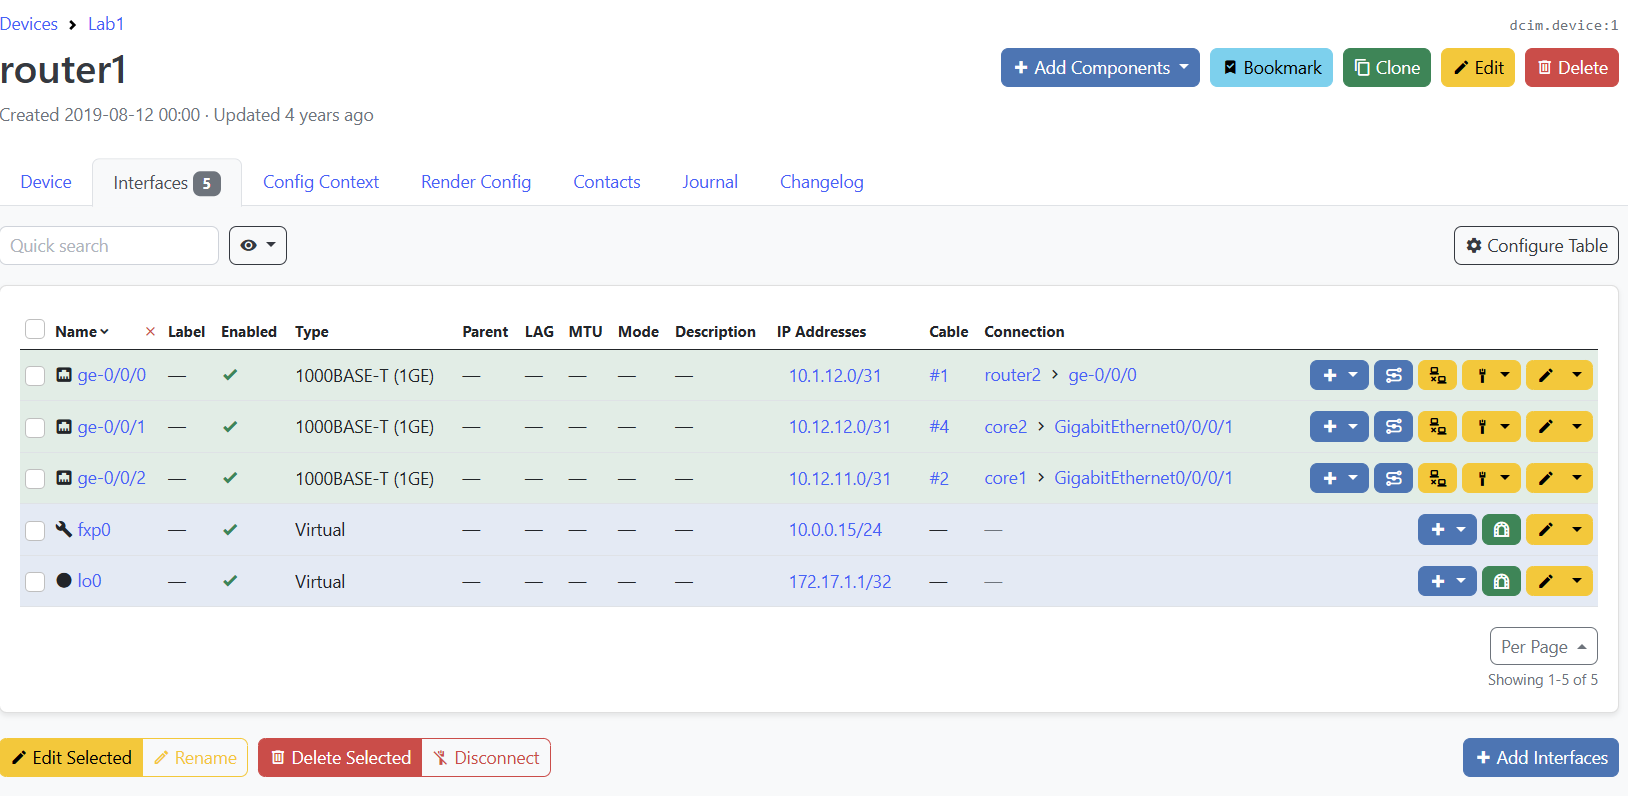 Devices > Lab1
dcim.device:1
router1
+ Add Components Bookmark Clone Edit Delete
Created 2019-08-12 00:00 · Updated 4 years ago
Device Interfaces 5 Config Context Render Config Contacts Journal Changelog
Quick search
Configure Table
Name × Label Enabled Type Parent LAG MTU Mode Description IP Addresses Cable Connection
ge-0/0/0 — ✔ 1000BASE-T (1GE) — — — — — 10.1.12.0/31 #1 router2 > ge-0/0/0
ge-0/0/1 — ✔ 1000BASE-T (1GE) — — — — — 10.12.12.0/31 #4 core2 > GigabitEthernet0/0/0/1
ge-0/0/2 — ✔ 1000BASE-T (1GE) — — — — — 10.12.11.0/31 #2 core1 > GigabitEthernet0/0/0/1
fxp0 — ✔ Virtual — — — — — 10.0.0.15/24 — —
lo0 — ✔ Virtual — — — — — 172.17.1.1/32 — —
Per Page
Showing 1-5 of 5
Edit Selected Rename Delete Selected Disconnect
+ Add Interfaces